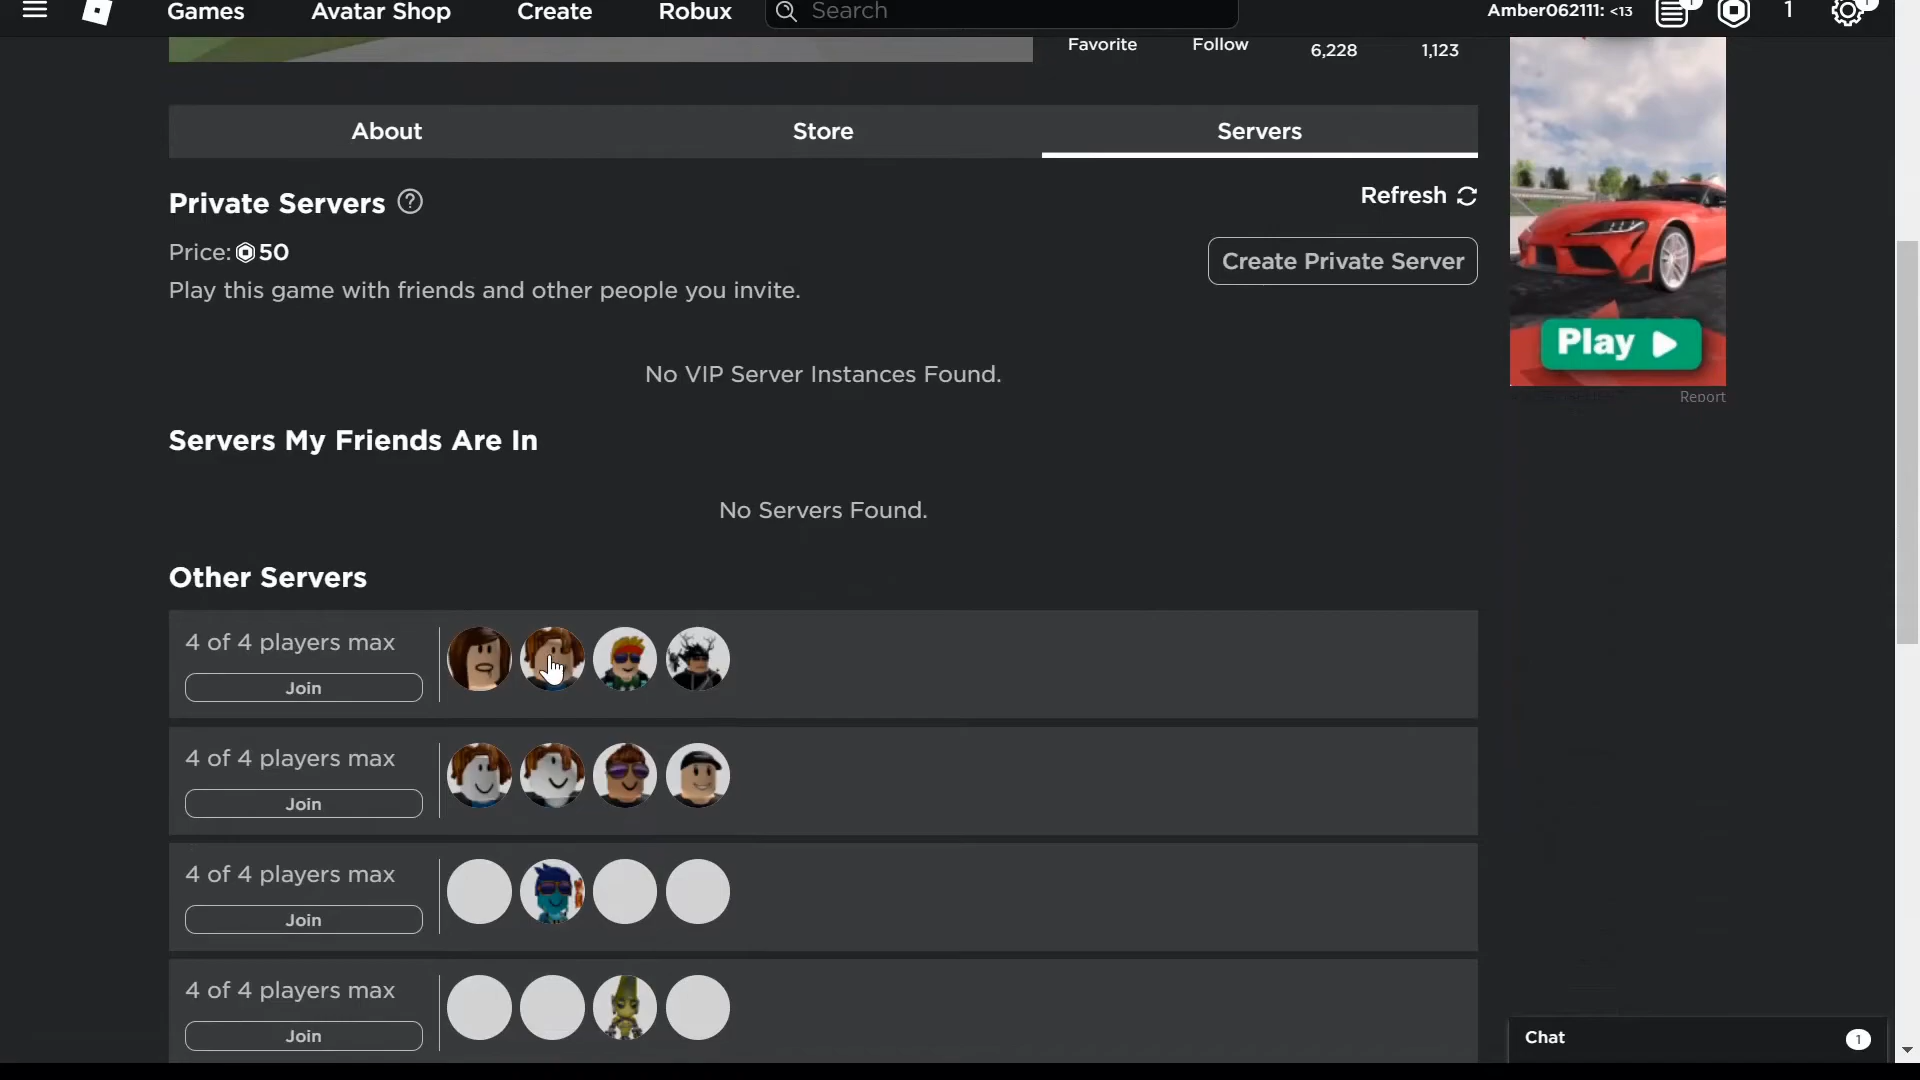 Games Avatar Shop Create Robux Search Amber062111: <13 1 1 1
Favorite Follow 6,228 1,123
About Store Servers
Private Servers ? Refresh
Price: 50 Create Private Server
Play this game with friends and other people you invite.
Play
Report
No VIP Server Instances Found.
Servers My Friends Are In
No Servers Found.
Other Servers
4 of 4 players max
Join
4 of 4 players max
Join
4 of 4 players max
Join
4 of 4 players max
Join
Chat 1